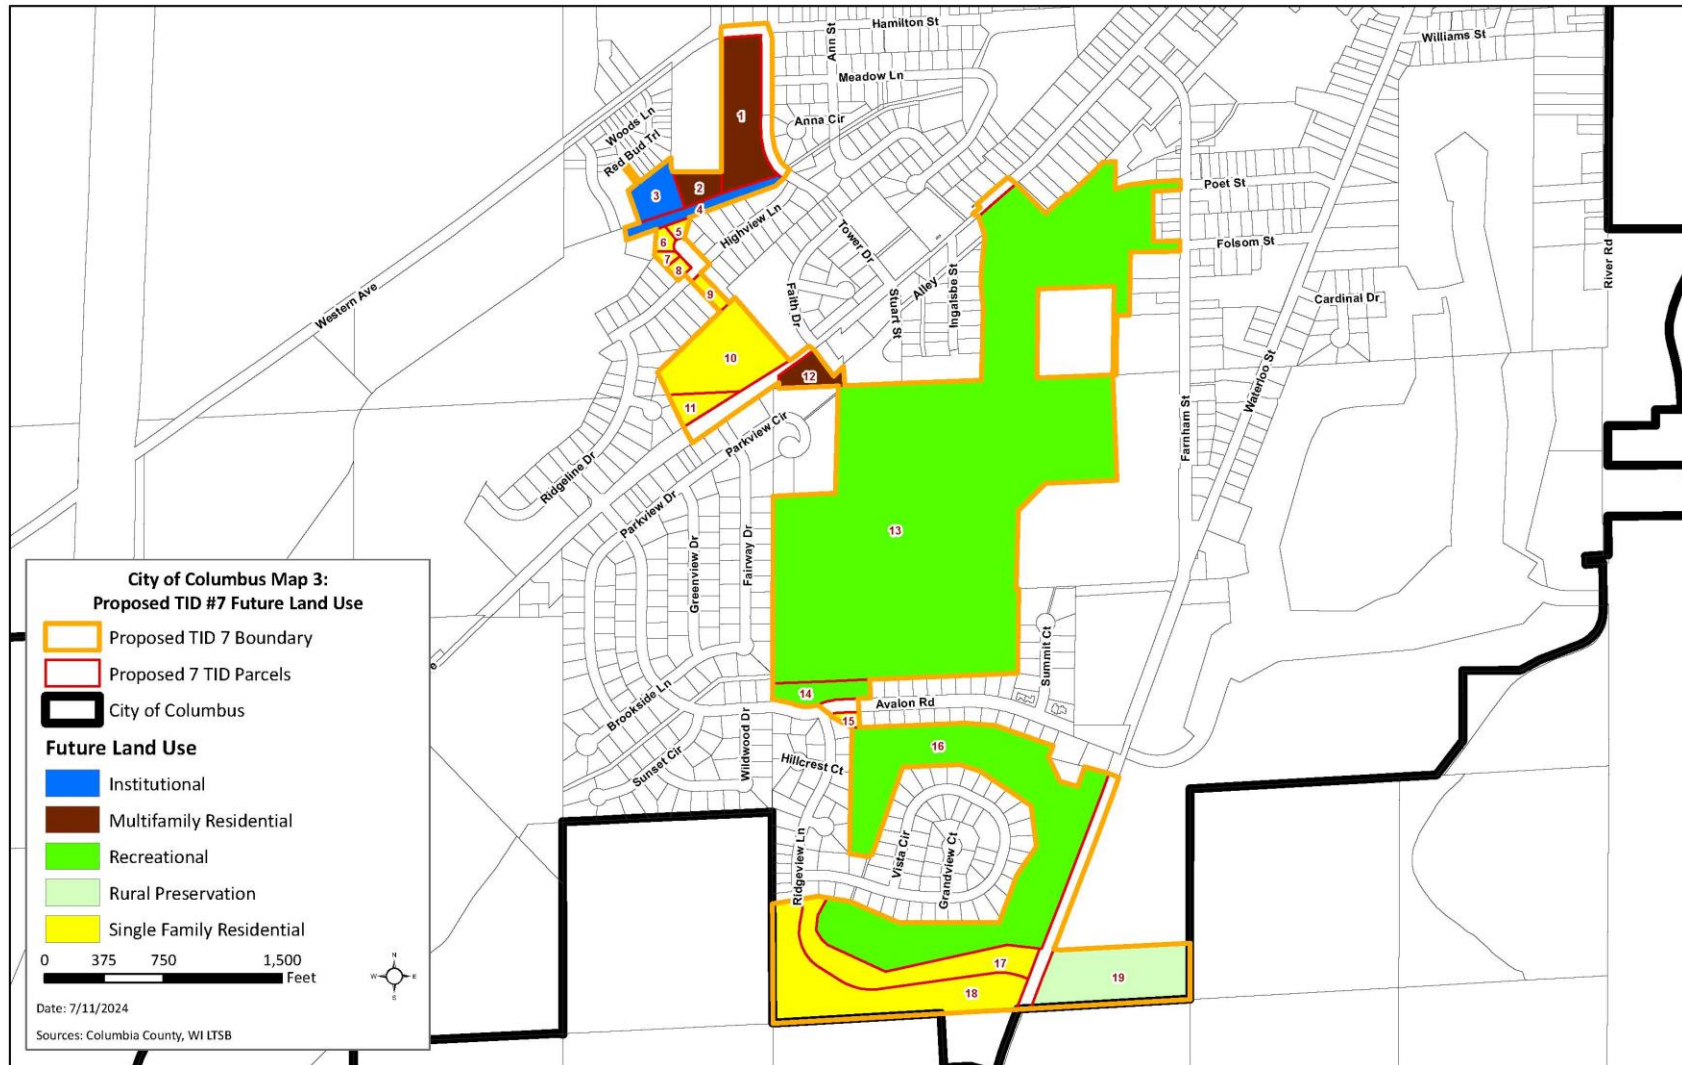 Hamilton St
Ann St
Williams St
Meadow Ln
Woods Ln
Anna Cir
Red Bud Trl
1
2
3
4
Poet St
5
Highview Ln
6
Tower Dr
Folsom St
River Rd
7
8
9
Alley
Ingalsbe St
Faith Dr
Stuart St
Cardinal Dr
Western Ave
10
12
11
Waterloo St
Farnham St
Parkview Cir
Ridgeline Dr
Parkview Dr
13
Fairway Dr
Greenview Dr
City of Columbus Map 3:
Proposed TID #7 Future Land Use
Proposed TID 7 Boundary
Proposed 7 TID Parcels
City of Columbus
Future Land Use
Institutional
Multifamily Residential
Recreational
Rural Preservation
Single Family Residential
0 375 750 1,500
Feet
N
W E
S
Date: 7/11/2024
Sources: Columbia County, WI LTSB
e
Summit Ct
14
Brookside Ln
Avalon Rd
15
Wildwood Dr
16
Sunset Cir
Hillcrest Ct
Ridgeview Ln
Vista Cir
Grandview Ct
17
18
19